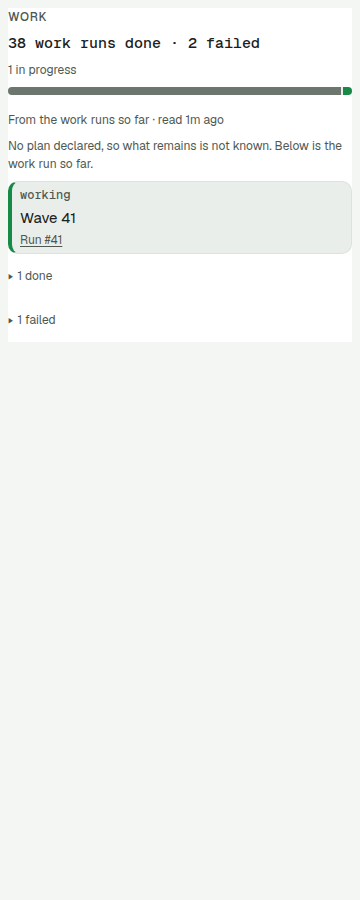 WORK
38 work runs done · 2 failed
1 in progress
From the work runs so far · read 1m ago
No plan declared, so what remains is not known. Below is the
work run so far.
working
Wave 41
Run #41
▸ 1 done
▸ 1 failed